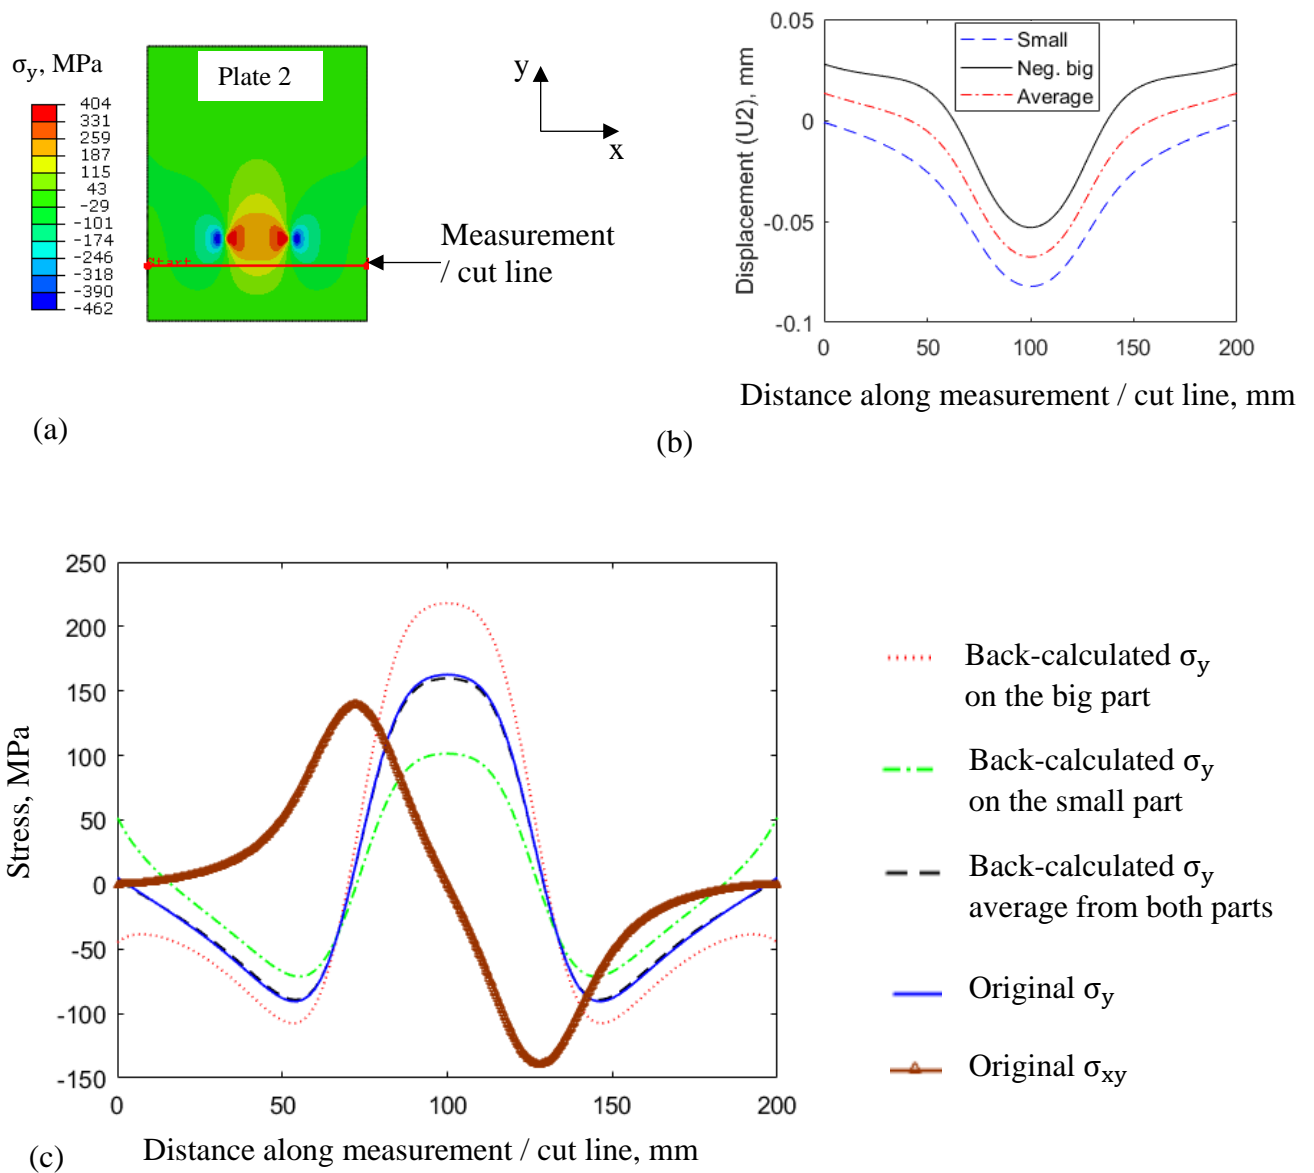 σy, MPa
404
331
259
187
115
43
-29
-101
-174
-246
-318
-390
-462
Plate 2
Start
y
x
Measurement
/ cut line
(a)
0.05
0
-0.05
-0.1
Displacement (U2), mm
Small
Neg. big
Average
0 50 100 150 200
Distance along measurement / cut line, mm
(b)
250
200
150
100
50
0
-50
-100
-150
Stress, MPa
0 50 100 150 200
Distance along measurement / cut line, mm
(c)
Back-calculated σy
on the big part
Back-calculated σy
on the small part
Back-calculated σy
average from both parts
Original σy
Original σxy